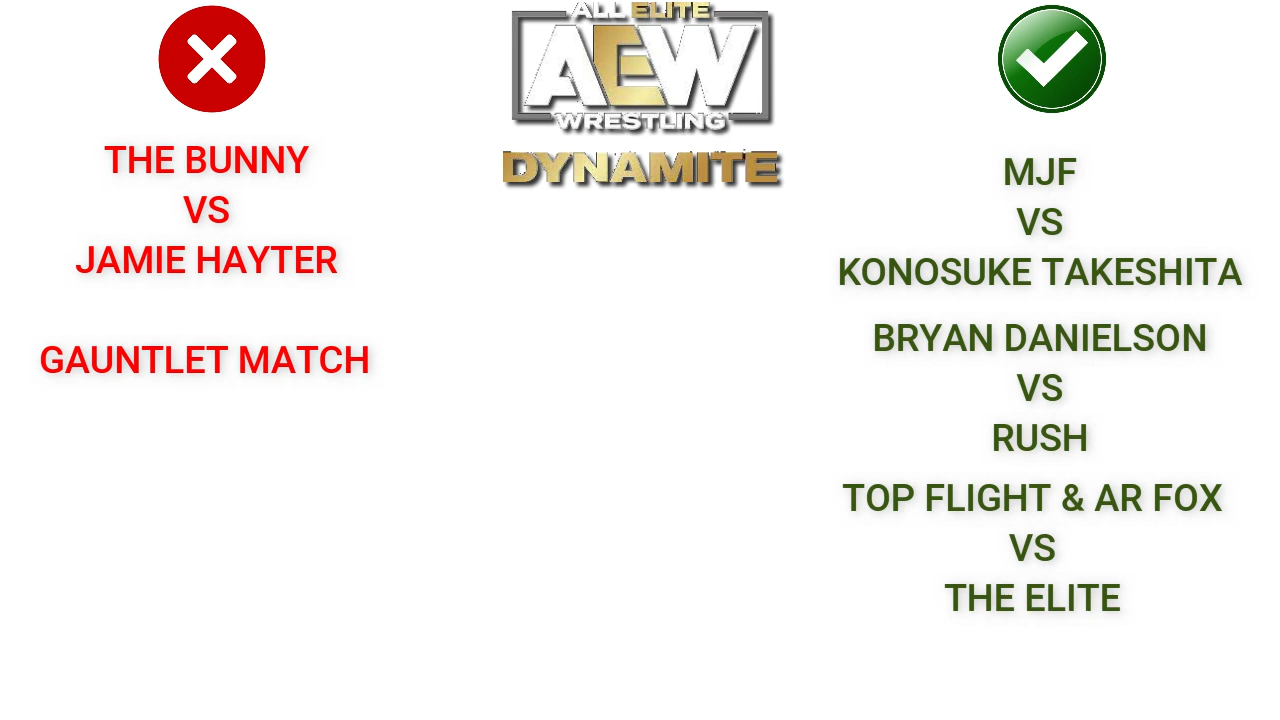 ALL ELITE
AEW
WRESTLING
DYNAMITE
THE BUNNY
VS
JAMIE HAYTER
GAUNTLET MATCH
MJF
VS
KONOSUKE TAKESHITA
BRYAN DANIELSON
VS
RUSH
TOP FLIGHT & AR FOX
VS
THE ELITE